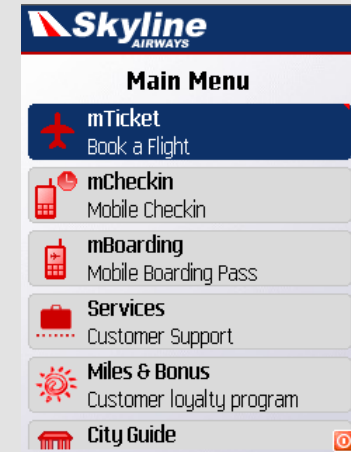 Skyline
AIRWAYS
Main Menu
mTicket
Book a Flight
mCheckin
Mobile Checkin
mBoarding
Mobile Boarding Pass
Services
Customer Support
Miles & Bonus
Customer loyalty program
City Guide